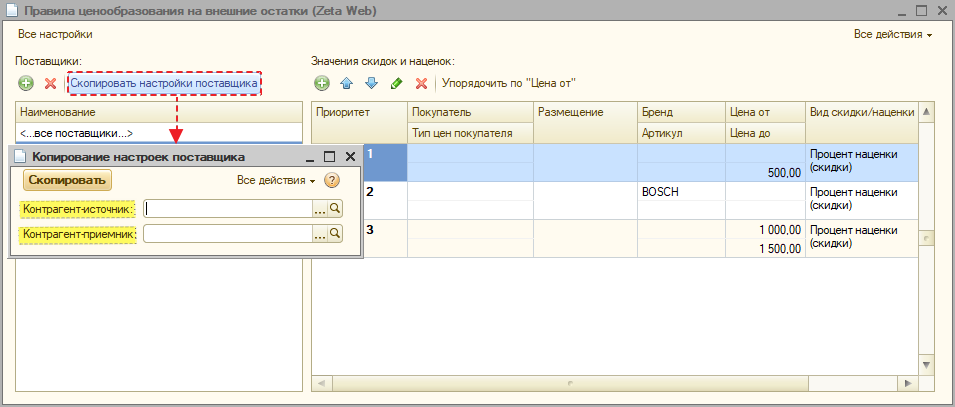 Правила ценообразования на внешние остатки (Zeta Web)
Все настройки
Все действия
Поставщики:
Скопировать настройки поставщика
Наименование
<...все поставщики...>
Значения скидок и наценок:
Упорядочить по "Цена от"
Приоритет Покупатель Размещение Бренд Цена от Вид скидки/наценки
Тип цен покупателя Артикул Цена до
1 Процент наценки
500,00 (скидки)
2 BOSCH Процент наценки
(скидки)
3 1 000,00 Процент наценки
1 500,00 (скидки)
Копирование настроек поставщика
Скопировать
Все действия
?
Контрагент-источник:
...
Контрагент-приемник:
...